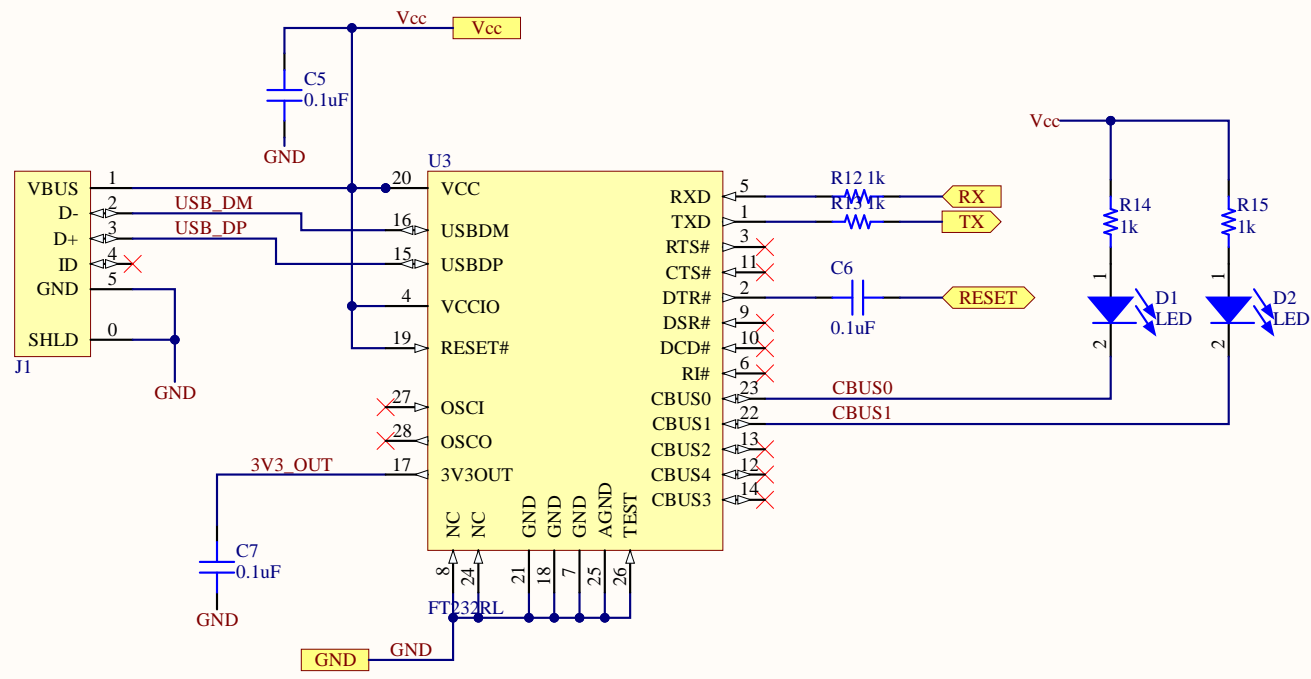 Vcc
Vcc
C5
0.1uF
GND
Vcc
U3
VBUS
1
D-
2
USB_DM
D+
3
USB_DP
ID
4
GND
5
SHLD
0
J1
GND
20
VCC
16
USBDM
15
USBDP
4
VCCIO
19
RESET#
27
OSCI
28
OSCO
17
3V3OUT
3V3_OUT
C7
0.1uF
GND
RXD
5
R12 1k
RX
TXD
1
R13 1k
TX
RTS#
3
CTS#
11
DTR#
2
C6
0.1uF
RESET
DSR#
9
DCD#
10
RI#
6
CBUS0
23
CBUS0
CBUS1
22
CBUS1
CBUS2
13
CBUS4
12
CBUS3
14
R14
1k
R15
1k
1
D1
LED
2
1
D2
LED
2
NC
NC
GND
GND
GND
AGND
TEST
8
24
21
18
7
25
26
FT232RL
GND
GND